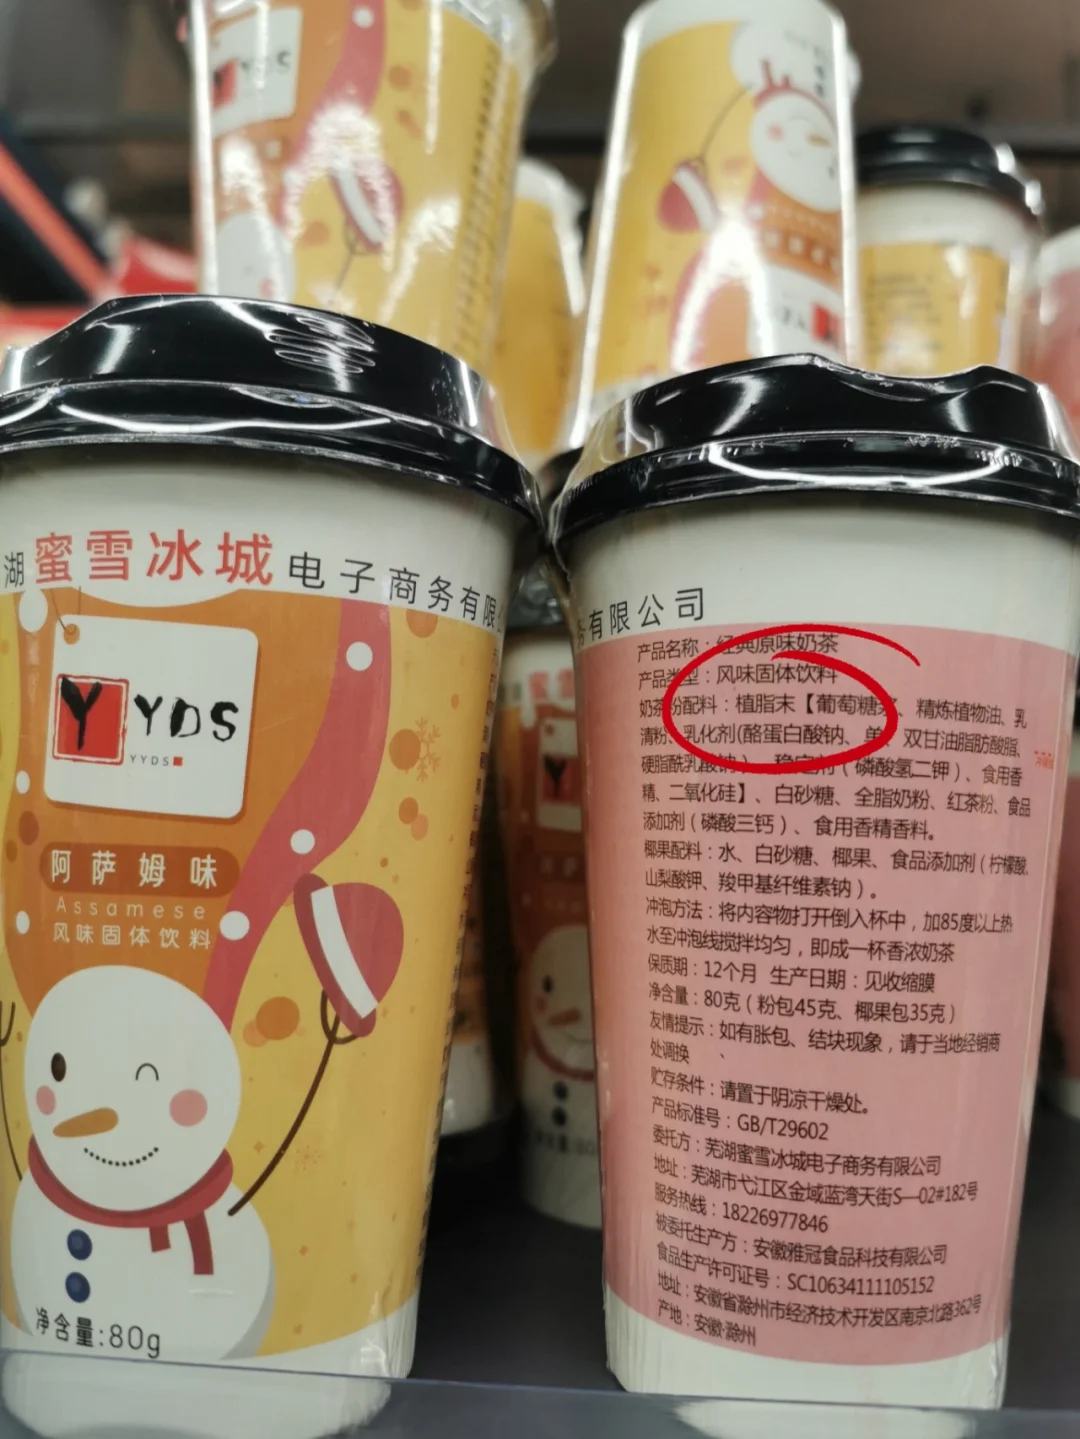 YYDS
湖蜜雪冰城电子商务有限
YYDS
YYDS
阿萨姆味
Assamese
风味固体饮料
净含量:80g
务有限公司
产品名称：经典原味奶茶
产品类型：风味固体饮料
奶茶粉配料：植脂末【葡萄糖浆、精炼植物油、乳
清粉、乳化剂(酪蛋白酸钠、单、双甘油脂肪酸脂、
硬脂酰乳酸钠）、稳定剂（磷酸氢二钾）、食用香
精、二氧化硅】、白砂糖、全脂奶粉、红茶粉、食品
添加剂（磷酸三钙）、食用香精香料。
椰果配料：水、白砂糖、椰果、食品添加剂（柠檬酸、
山梨酸钾、羧甲基纤维素钠）。
冲泡方法：将内容物打开倒入杯中，加85度以上热
水至冲泡线搅拌均匀，即成一杯香浓奶茶
保质期：12个月 生产日期：见收缩膜
净含量：80克（粉包45克、椰果包35克）
友情提示：如有胀包、结块现象，请于当地经销商
处调换 、
贮存条件：请置于阴凉干燥处。
产品标准号：GB/T29602
委托方：芜湖蜜雪冰城电子商务有限公司
地址：芜湖市弋江区金域蓝湾天街S—02#182号
服务热线：18226977846
被委托生产方：安徽雅冠食品科技有限公司
食品生产许可证号：SC10634111105152
地址：安徽省滁州市经济技术开发区南京北路362号
产地：安徽·滁州